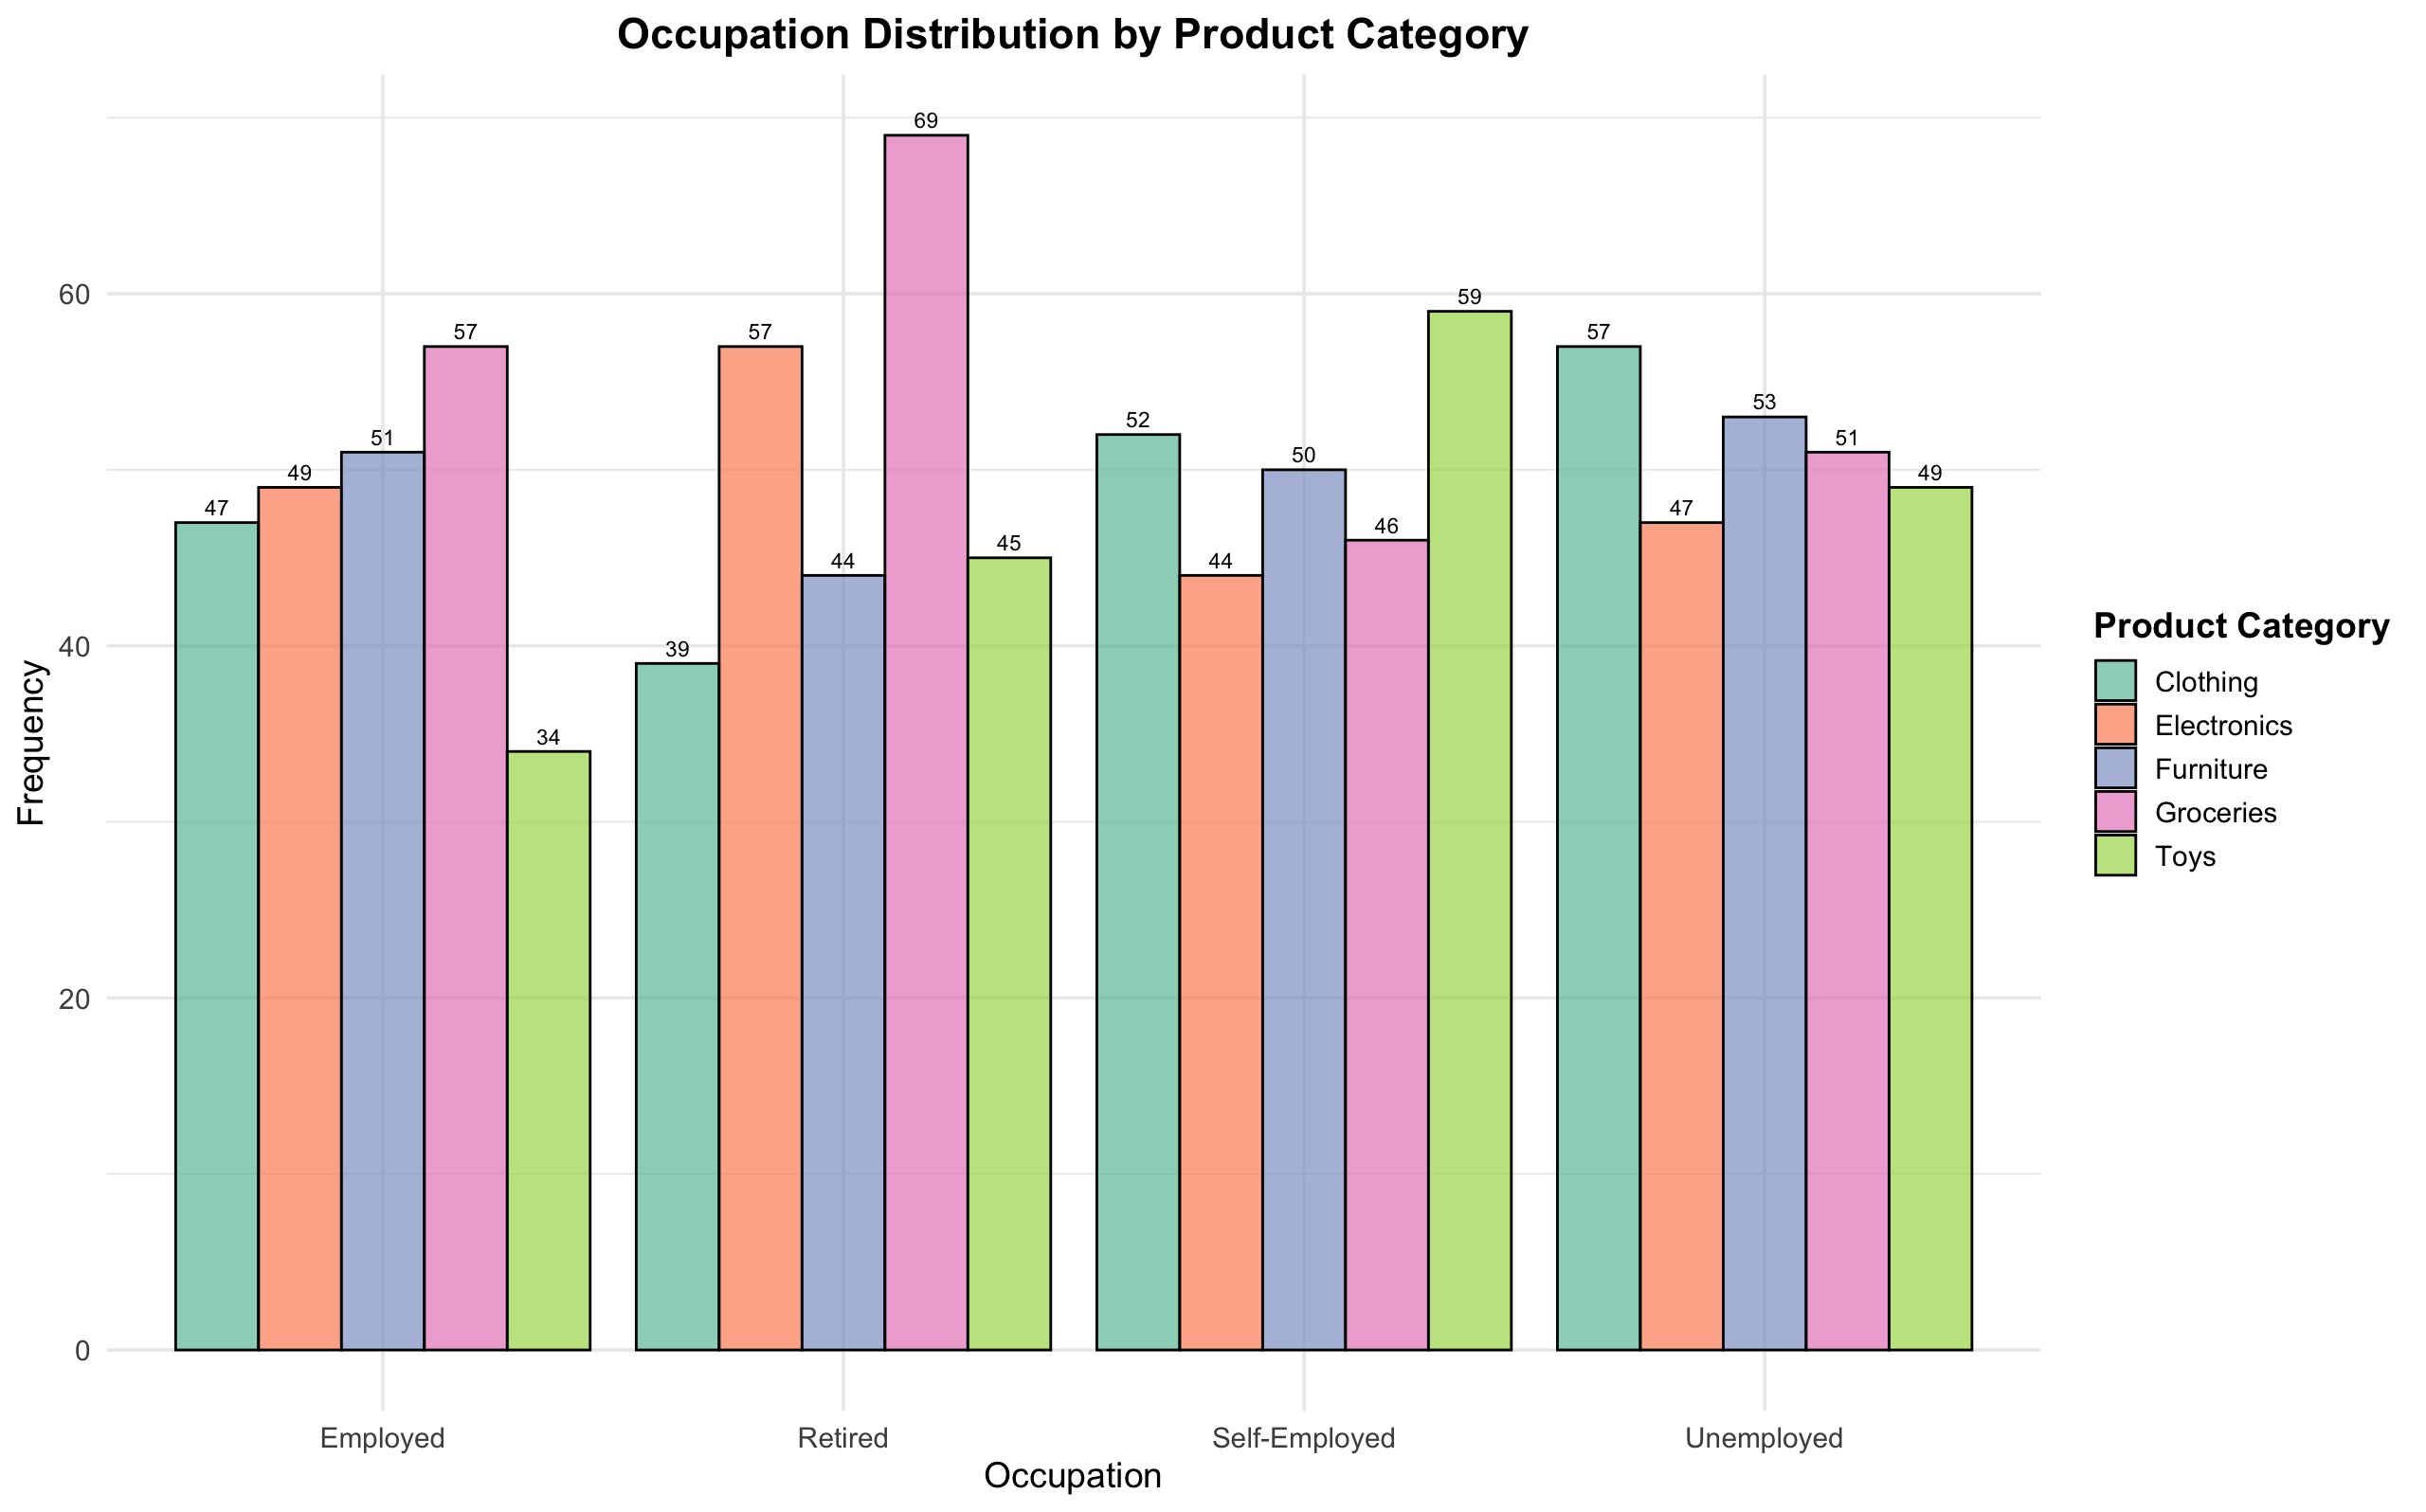 Occupation Distribution by Product Category
Frequency
60
40
20
0
47
49
51
57
34
39
57
44
69
45
52
44
50
46
59
57
47
53
51
49
Employed
Retired
Self-Employed
Unemployed
Occupation
Product Category
Clothing
Electronics
Furniture
Groceries
Toys